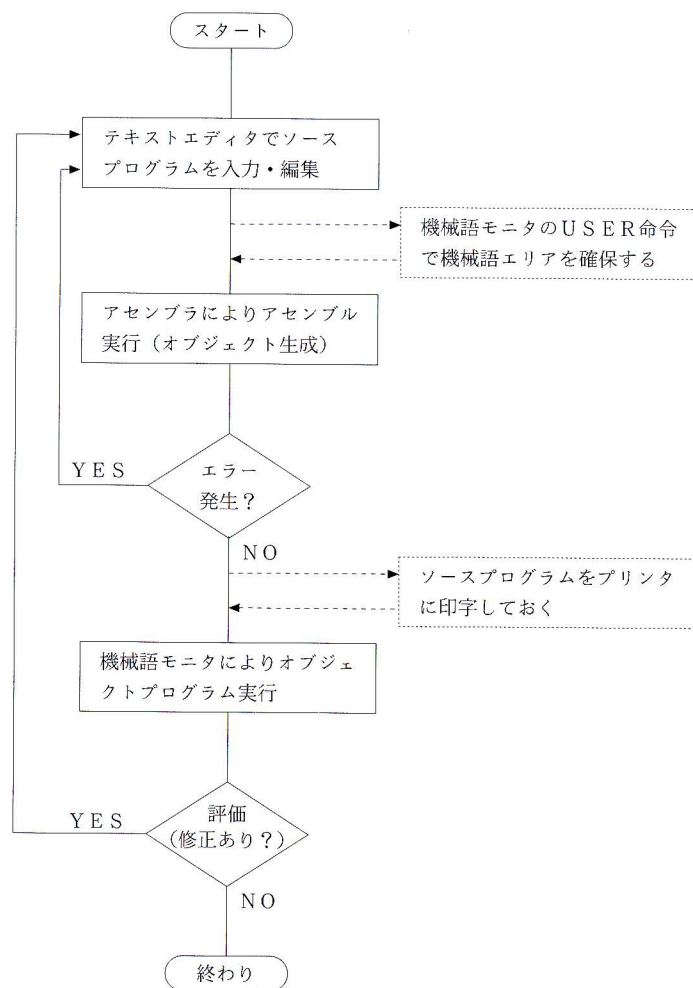 スタート
テキストエディタでソース
プログラムを入力・編集
機械語モニタのUSER命令
で機械語エリアを確保する
アセンブラによりアセンブル
実行（オブジェクト生成）
YES
エラー
発生？
NO
ソースプログラムをプリンタ
に印字しておく
機械語モニタによりオブジェ
クトプログラム実行
YES
評価
（修正あり？）
NO
終わり